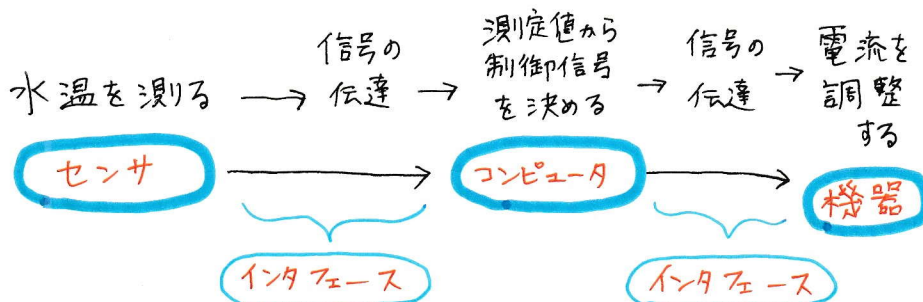 水温を測る
信号の
伝達
測定値から
制御信号
を決める
信号の
伝達
電流を
調整
する
センサ
コンピュータ
機器
インタフェース
インタフェース